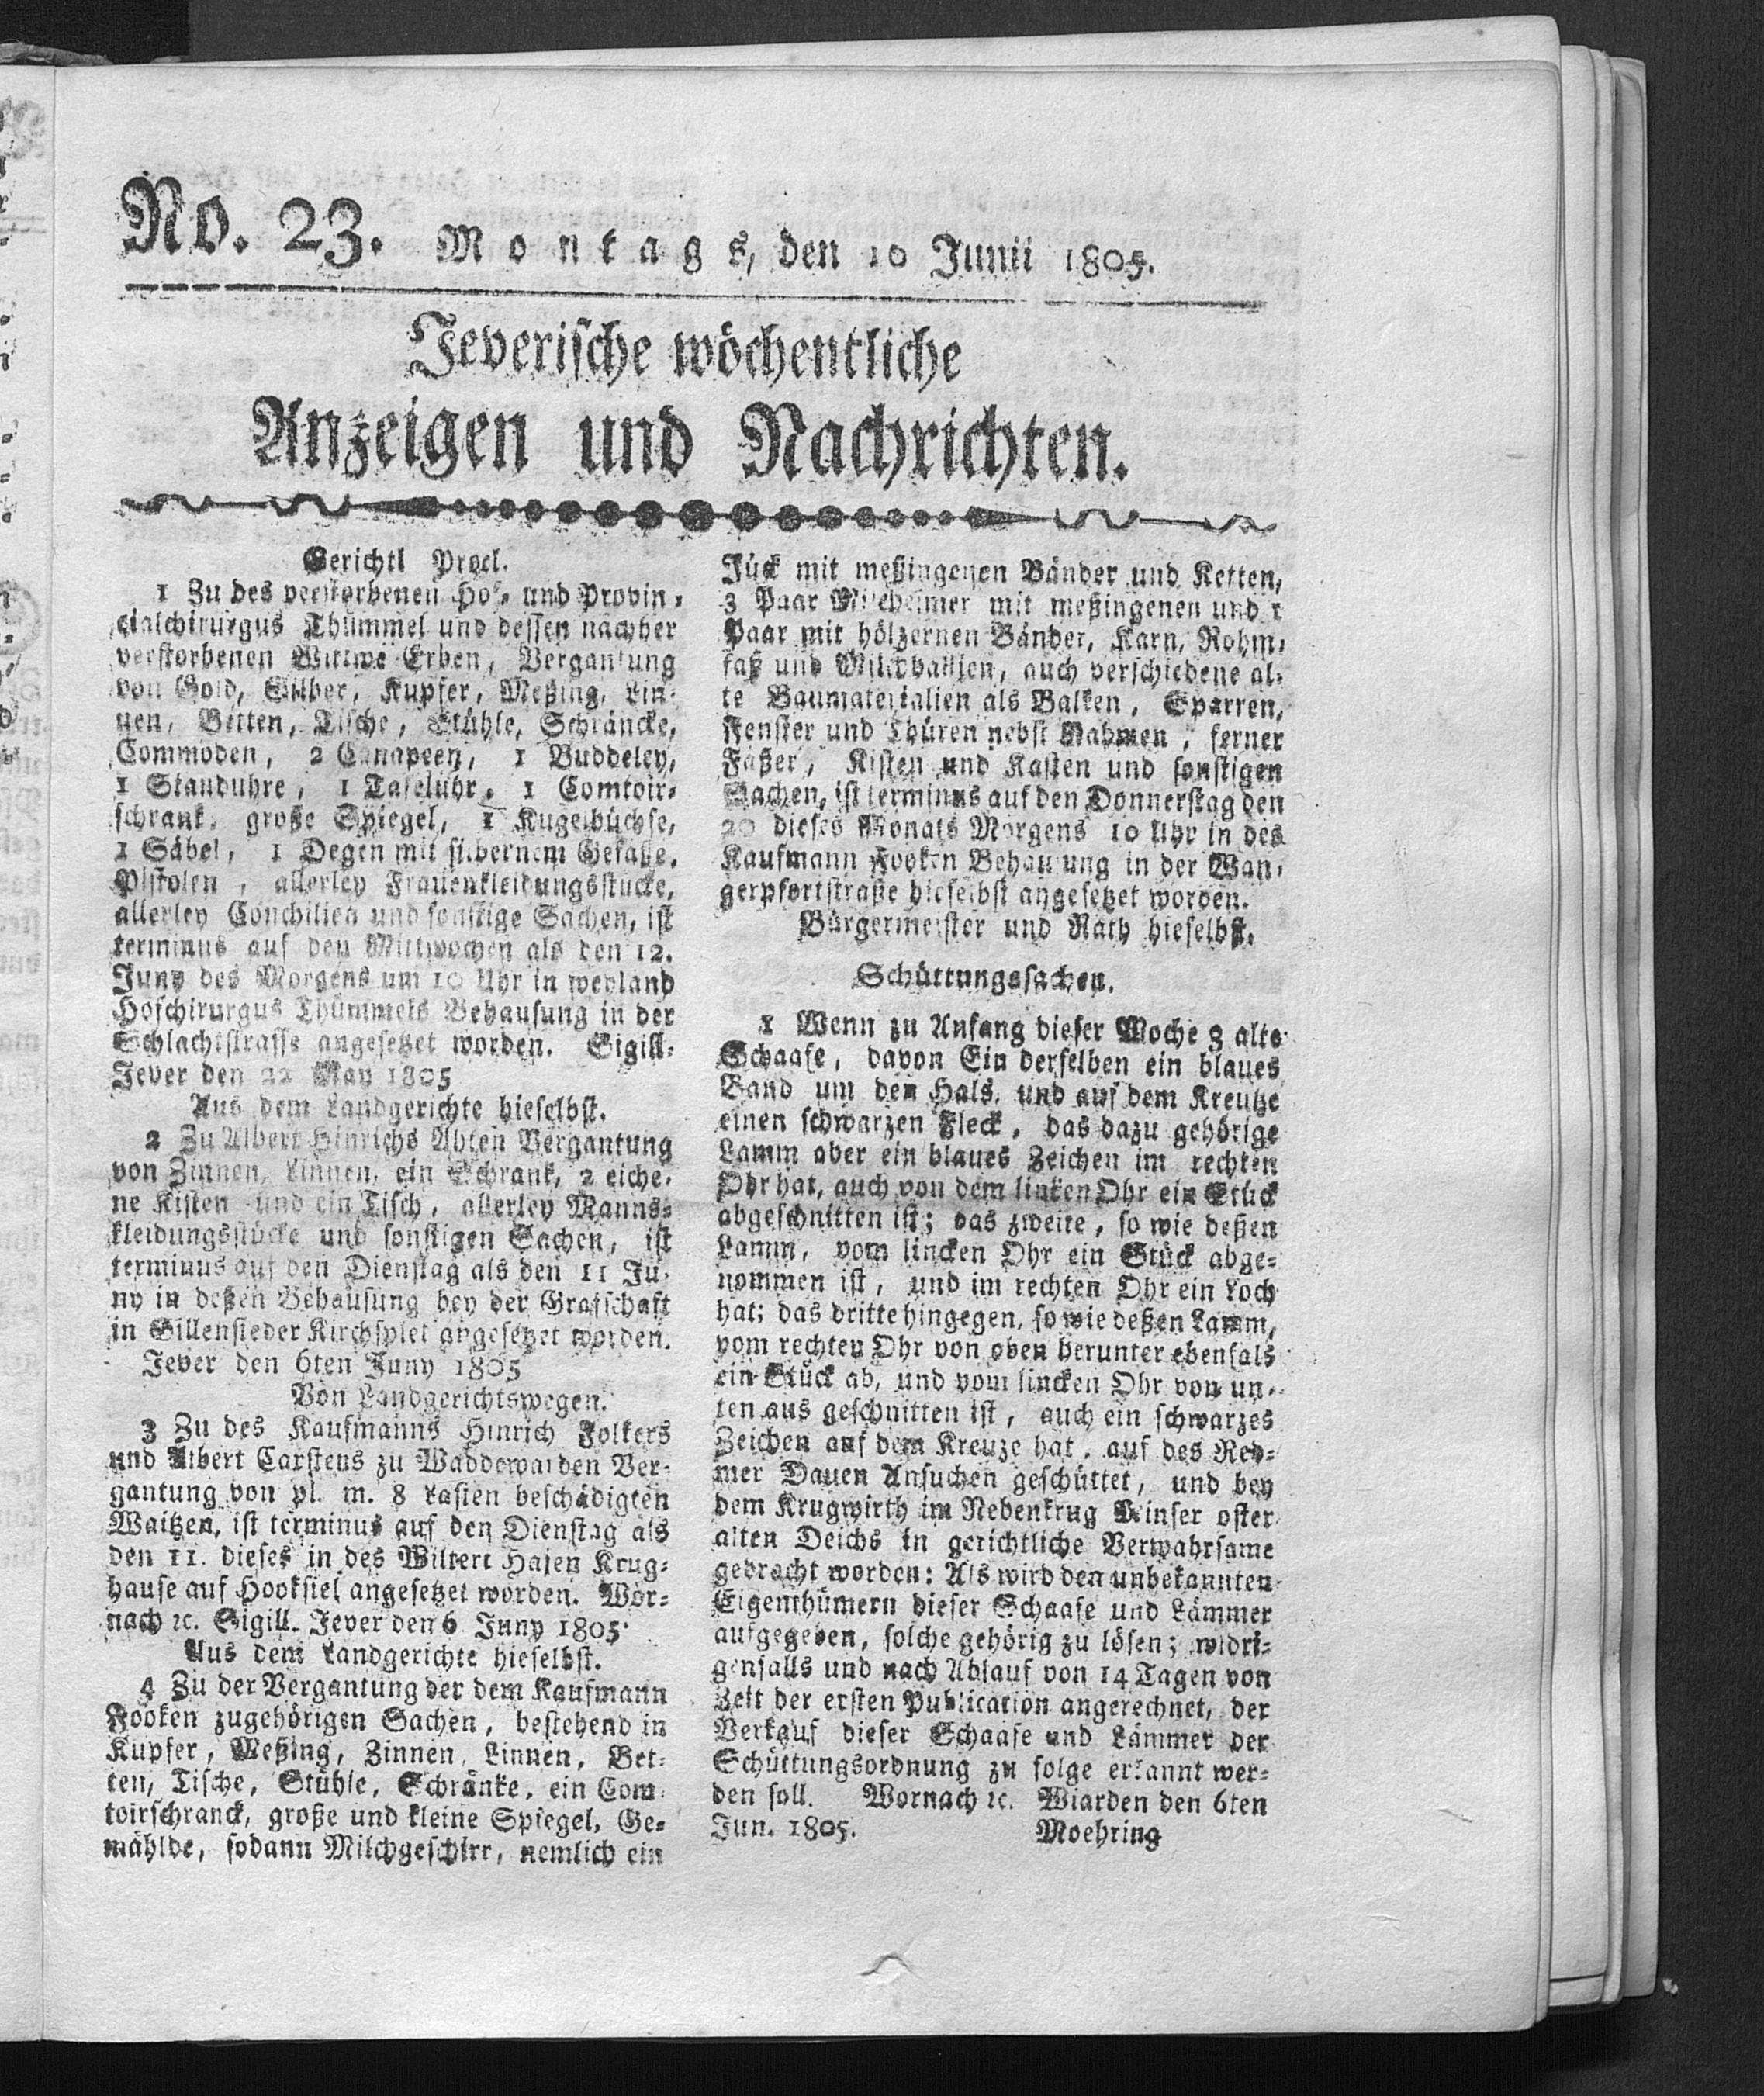 No. 23. Montags, den 10 Junii 1805.
Jeverische wöchentliche
Anzeigen und Nachrichten.
Gerichtl Procl.
1 Zu des verstorbenen Hof- und Provin-
cialchirurgus Thümmel und dessen nachher
verstorbenen Wittwe Erben, Vergantung
von Gold, Silber, Kupfer, Meßing, Lin-
nen, Betten, Tische, Stühle, Schräncke,
Commoden, 2 Canapeen, 1 Buddeley,
1 Standuhre, 1 Tafeluhr, 1 Comtoir-
schrank, große Spiegel, 1 Kugelbüchse,
1 Säbel, 1 Degen mit silbernem Gefäße,
Pistolen, allerley Frauenkleidungsstücke,
allerley Conchilien und sonstige Sachen, ist
terminus auf den Mittwochen als den 12.
Juny des Morgens um 10 Uhr in weyland
Hofchirurgus Thümmels Behausung in der
Schlachtstrasse angesetzet worden. Sigill-
Jever den 22 May 1805
Aus dem Landgerichte hieselbst.
2 Zu Albert Hinrichs Abten Vergantung
von Zinnen, Linnen, ein Schrank, 2 eiche-
ne Kisten und ein Tisch, allerley Manns-
kleidungsstücke und sonstigen Sachen, ist
terminus auf den Dienstag als den 11 Ju-
ny in deßen Behausung bey der Grafschaft
in Sillensteder Kirchspiel angesetzet worden.
Jever den 6ten Juny 1805
Von Landgerichtswegen.
3 Zu des Kaufmanns Hinrich Folkers
und Albert Carstens zu Waddewarden Ver-
gantung von pl. m. 8 Lasten beschädigten
Waitzen, ist terminus auf den Dienstag als
den 11. dieses in des Wiltert Hajen Krug-
hause auf Hooksiel angesetzet worden. Wor-
nach ꝛc. Sigill. Jever den 6 Juny 1805
Aus dem Landgerichte hieselbst.
4 Zu der Vergantung der dem Kaufmann
Fooken zugehörigen Sachen, bestehend in
Kupfer, Meßing, Zinnen, Linnen, Bet-
ten, Tische, Stühle, Schränke, ein Com-
toirschranck, große und kleine Spiegel, Ge-
mählde, sodann Milchgeschirr, nemlich ein
Jück mit meßingenen Bänder und Ketten,
3 Paar Milcheimer mit meßingenen und 1
Paar mit hölzernen Bänder, Karn, Rohm-
faß und Milchballjen, auch verschiedene al-
te Baumaterialien als Balken, Sparren,
Fenster und Thüren nebst Rahmen, ferner
Fäßer, Kisten und Kasten und sonstigen
Sachen, ist terminus auf den Donnerstag den
20 dieses Monats Morgens 10 Uhr in des
Kaufmann Fooken Behausung in der Wan-
gerpfortstraße hieselbst angesetzet worden.
Bürgermeister und Rath hieselbst.
Schüttungssachen.
1 Wenn zu Anfang dieser Woche 3 alte
Schaafe, davon Ein derselben ein blaues
Band um den Hals, und auf dem Kreutze
einen schwarzen Fleck, das dazu gehörige
Lamm aber ein blaues Zeichen im rechten
Ohr hat, auch von dem linken Ohr ein Stück
abgeschnitten ist; das zweite, so wie deßen
Lamm, vom lincken Ohr ein Stück abge-
nommen ist, und im rechten Ohr ein Loch
hat; das dritte hingegen, so wie deßen Lamm,
vom rechten Ohr von oben herunter ebenfals
ein Stück ab, und vom lincken Ohr von un-
ten aus geschnitten ist, auch ein schwarzes
Zeichen auf dem Kreuze hat, auf des Rev-
mer Dauen Ansuchen geschüttet, und bey
dem Krugwirth im Nebenkrug Minser oster
alten Deichs in gerichtliche Verwahrsame
gebracht worden: Als wird den unbekannten
Eigenthümern dieser Schaafe und Lämmer
aufgegeben, solche gehörig zu lösen; widri-
genfalls und nach Ablauf von 14 Tagen von
Zeit der ersten Publication angerechnet, der
Verkauf dieser Schaafe und Lämmer der
Schüttungsordnung zu folge erkannt wer-
den soll. Wornach ꝛc. Wiarden den 6ten
Jun. 1805. Moehring